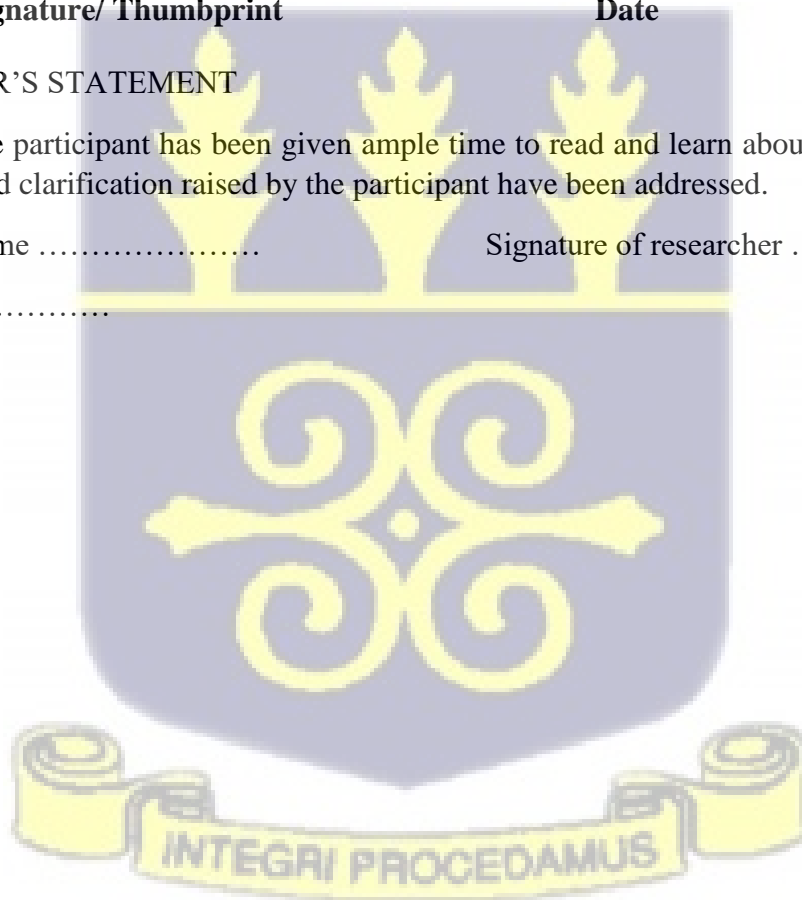 gnature/ Thumbprint Date
R’S STATEMENT
e participant has been given ample time to read and learn abou
d clarification raised by the participant have been addressed.
me ………………… Signature of researcher .
…………
INTEGRI PROCEDAMUS